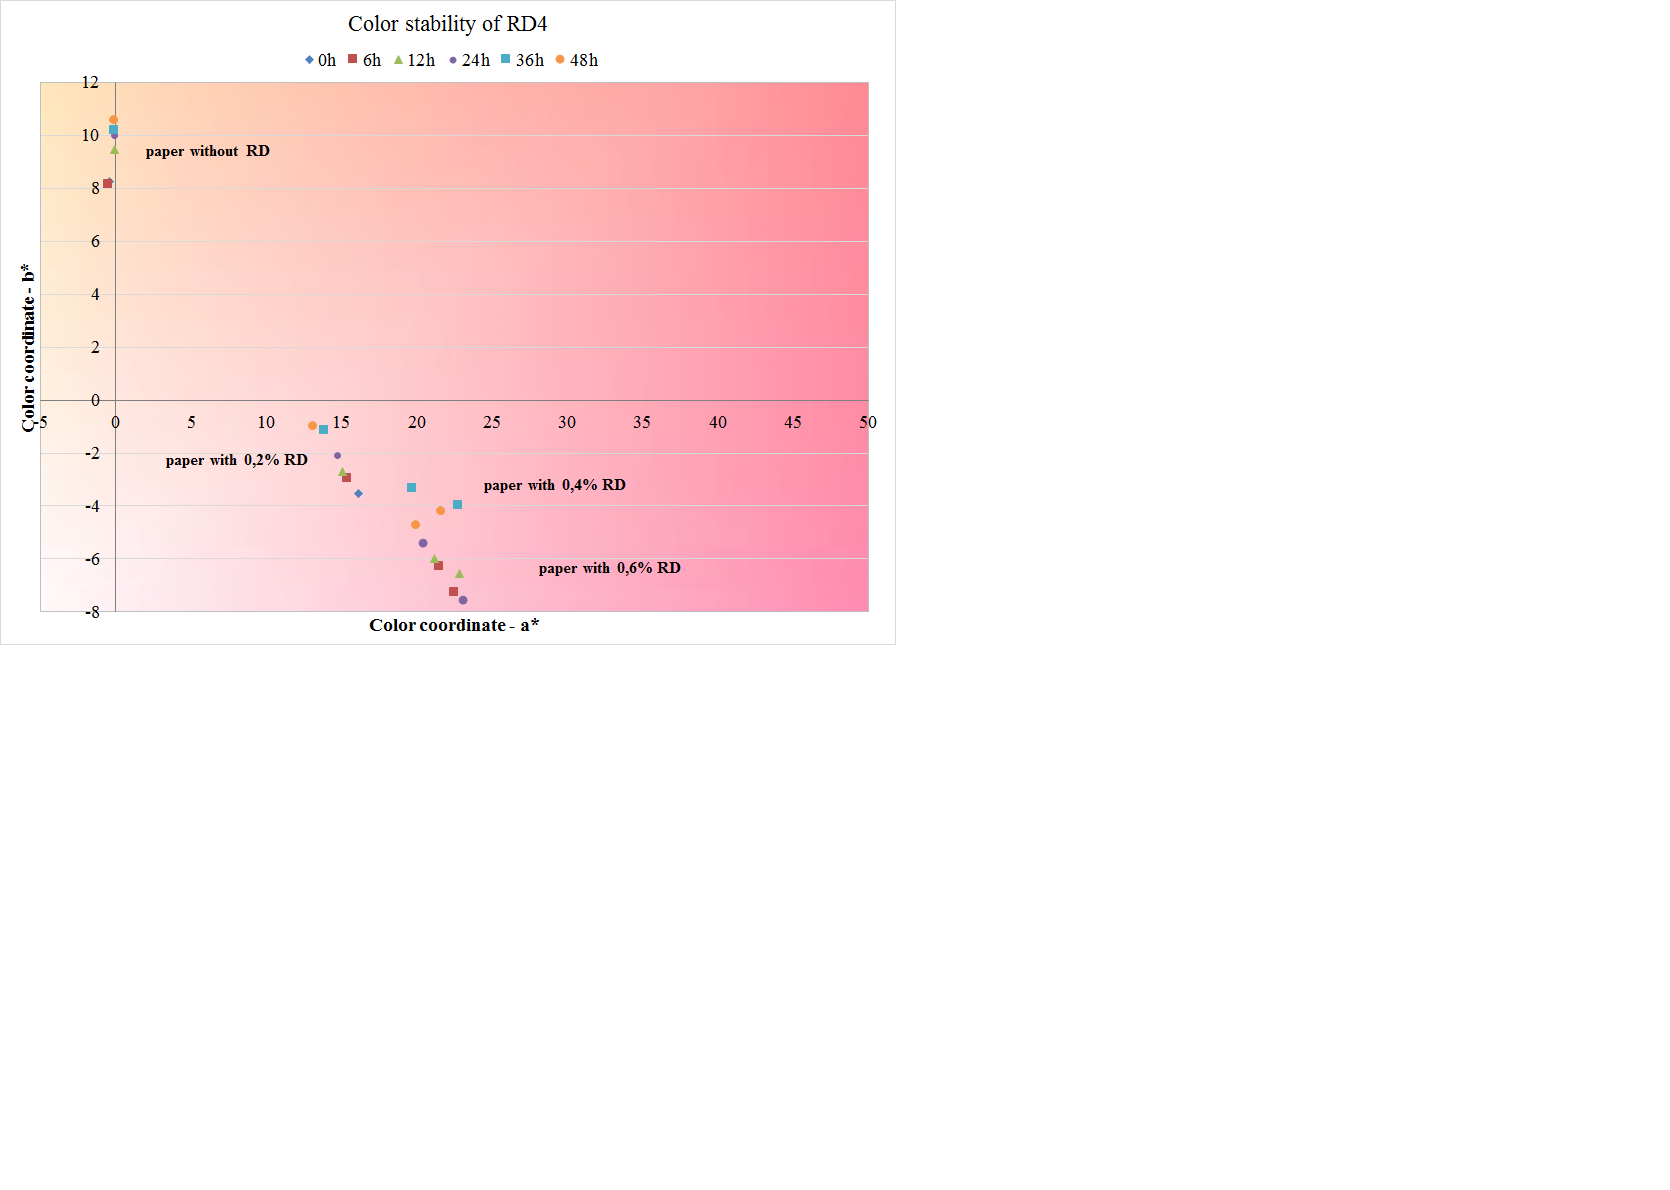 Color stability of RD4
0h 6h 12h 24h 36h 48h
12
10
paper without RD
8
6
4
2
0
-5 0 5 10 15 20 25 30 35 40 45 50
-2
paper with 0,2% RD
paper with 0,4% RD
-4
-6
paper with 0,6% RD
-8
Color coordinate - b*
Color coordinate - a*